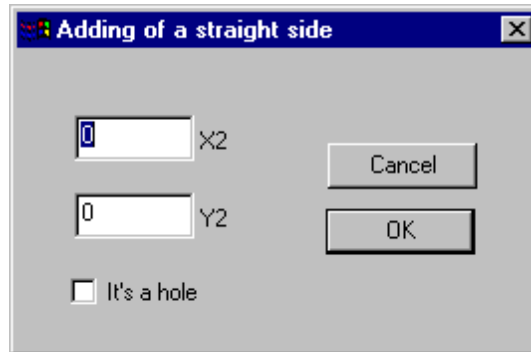 Adding of a straight side
0 X2
Cancel
0 Y2
OK
It's a hole